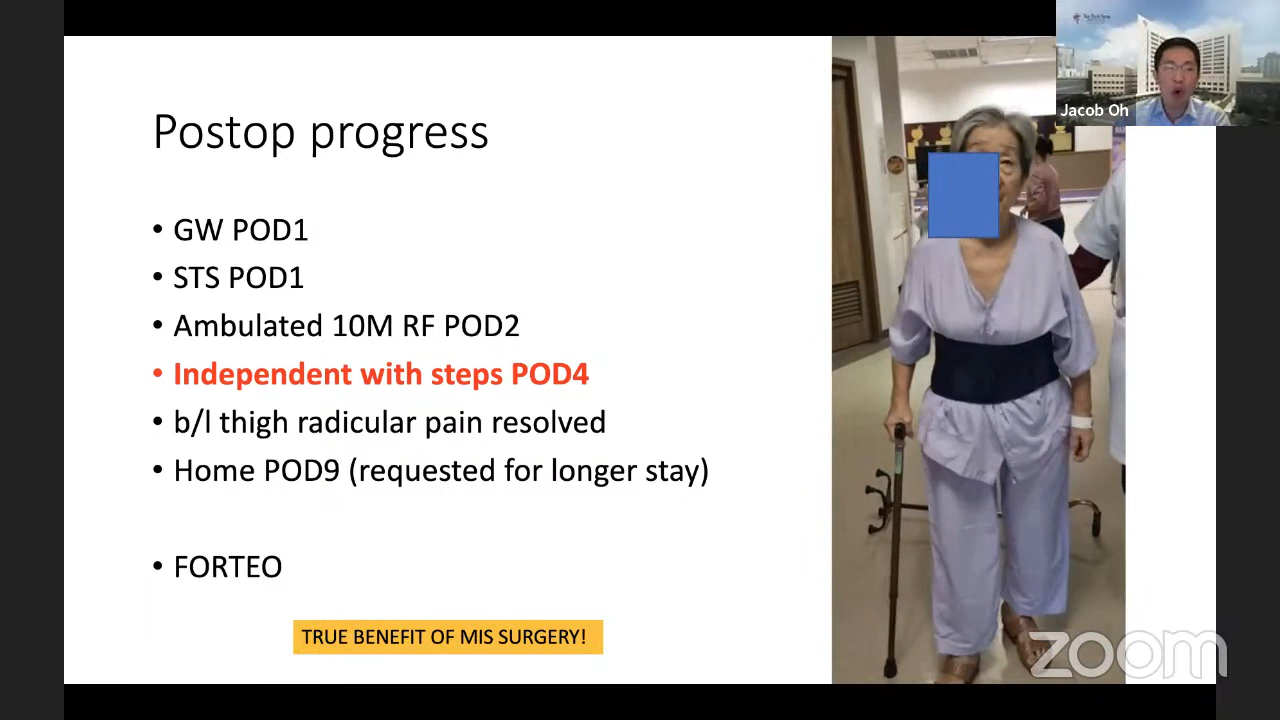 Jacob Oh
Postop progress
• GW POD1
• STS POD1
• Ambulated 10M RF POD2
• Independent with steps POD4
• b/l thigh radicular pain resolved
• Home POD9 (requested for longer stay)
• FORTEO
TRUE BENEFIT OF MIS SURGERY!
zoom